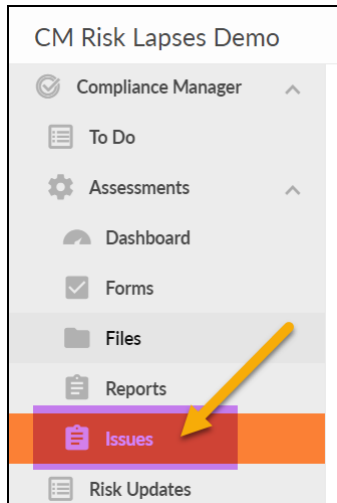 CM Risk Lapses Demo
Compliance Manager
To Do
Assessments
Dashboard
Forms
Files
Reports
Issues
Risk Updates